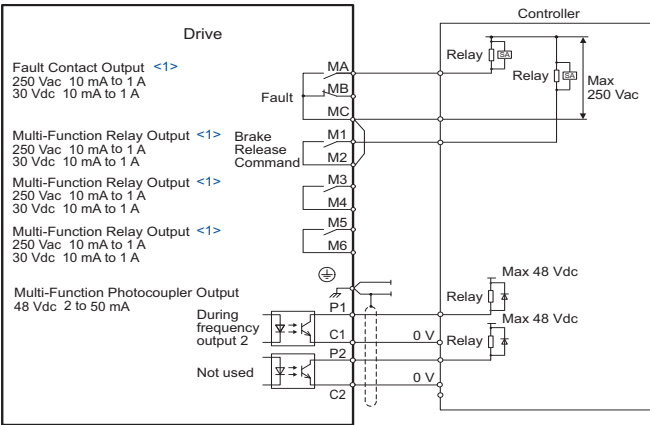 Controller
Drive
Fault Contact Output <1>
250 Vac 10 mA to 1 A
30 Vdc 10 mA to 1 A
Fault
MA
MB
MC
Relay
SA
Relay
SA
Max
250 Vac
Multi-Function Relay Output <1>
250 Vac 10 mA to 1 A
30 Vdc 10 mA to 1 A
Brake
Release
Command
M1
M2
Multi-Function Relay Output <1>
250 Vac 10 mA to 1 A
30 Vdc 10 mA to 1 A
M3
M4
Multi-Function Relay Output <1>
250 Vac 10 mA to 1 A
30 Vdc 10 mA to 1 A
M5
M6
Multi-Function Photocoupler Output
48 Vdc 2 to 50 mA
During
frequency
output 2
P1
C1
0 V
Relay
Max 48 Vdc
Not used
P2
C2
0 V
Relay
Max 48 Vdc